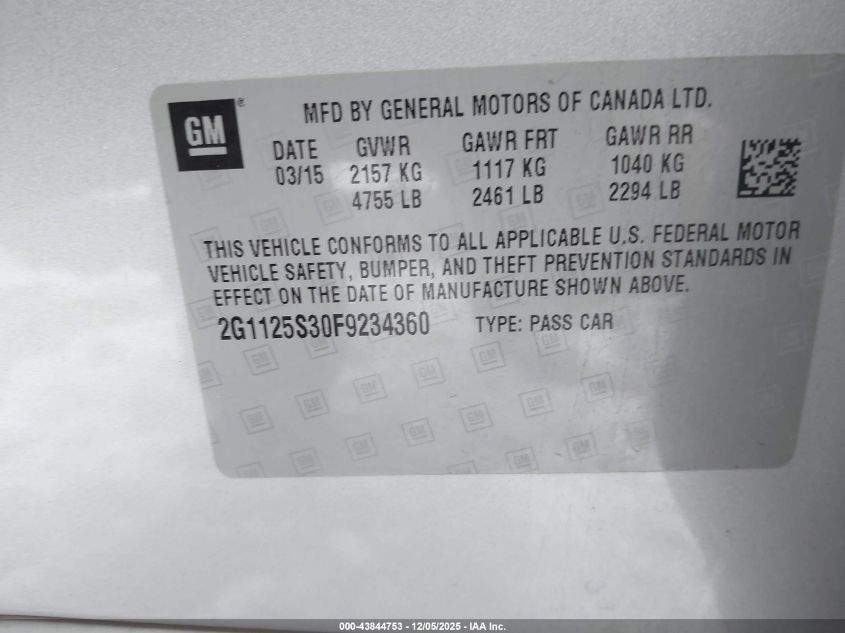 GM ®
MFD BY GENERAL MOTORS OF CANADA LTD.
DATE GVWR GAWR FRT GAWR RR
03/15 2157 KG 1117 KG 1040 KG
4755 LB 2461 LB 2294 LB
THIS VEHICLE CONFORMS TO ALL APPLICABLE U.S. FEDERAL MOTOR
VEHICLE SAFETY, BUMPER, AND THEFT PREVENTION STANDARDS IN
EFFECT ON THE DATE OF MANUFACTURE SHOWN ABOVE.
2G1125S30F9234360 TYPE: PASS CAR
000-43844753 - 12/05/2025 - IAA Inc.